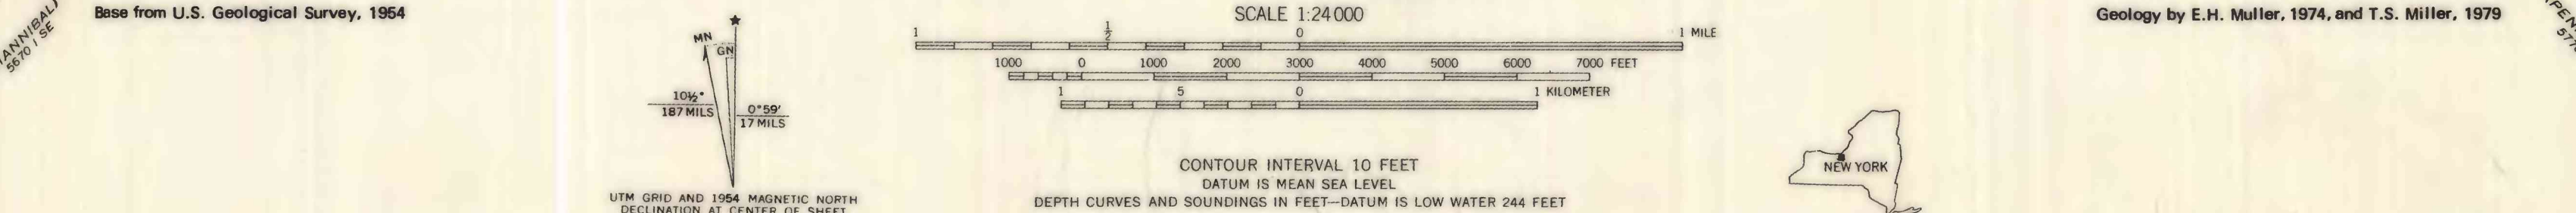 ANNIBAL)
5670 I SE
Base from U.S. Geological Survey, 1954
MN
GN
10½°
187 MILS
0°59′
17 MILS
UTM GRID AND 1954 MAGNETIC NORTH
DECLINATION AT CENTER OF SHEET
SCALE 1:24000
1 ½ 0 1 MILE
1000 0 1000 2000 3000 4000 5000 6000 7000 FEET
1 5 0 1 KILOMETER
CONTOUR INTERVAL 10 FEET
DATUM IS MEAN SEA LEVEL
DEPTH CURVES AND SOUNDINGS IN FEET—DATUM IS LOW WATER 244 FEET
NEW YORK
Geology by E.H. Muller, 1974, and T.S. Miller, 1979